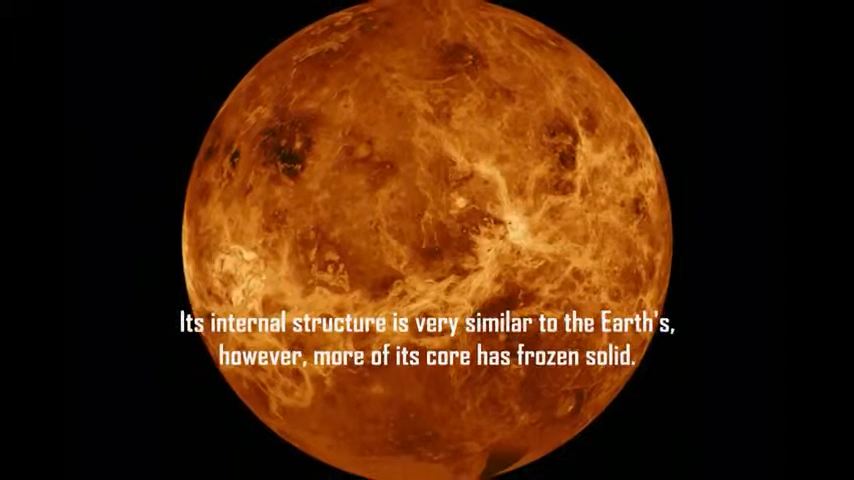 Its internal structure is very similar to the Earth's,
however, more of its core has frozen solid.